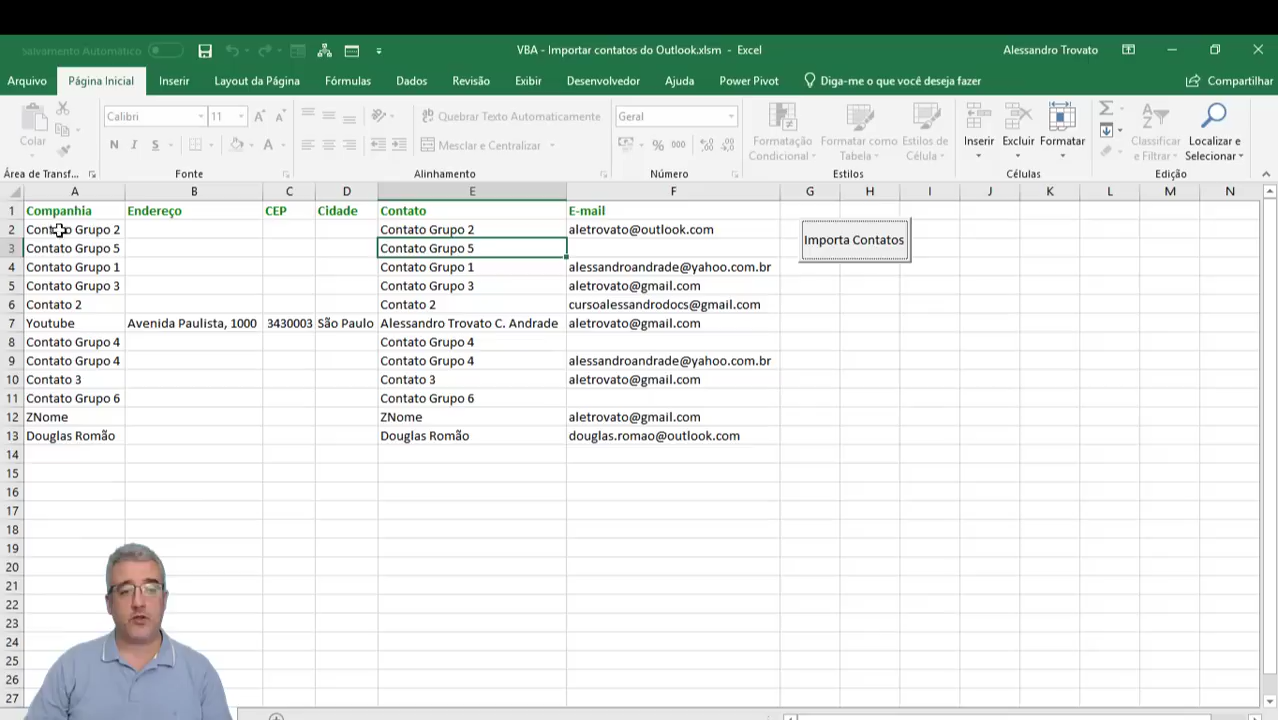 Salvamento Automático
VBA - Importar contatos do Outlook.xlsm - Excel
Alessandro Trovato
Arquivo Página Inicial Inserir Layout da Página Fórmulas Dados Revisão Exibir Desenvolvedor Ajuda Power Pivot Diga-me o que você deseja fazer Compartilhar
Colar
Calibri 11
N I S
Quebrar Texto Automaticamente
Mesclar e Centralizar
Geral
% 000
Formatação Condicional
Formatar como Tabela
Estilos de Célula
Inserir Excluir Formatar
Classificar e Filtrar
Localizar e Selecionar
Área de Transf... Fonte Alinhamento Número Estilos Células Edição
A B C D E F G H I J K L M N
1 Companhia Endereço CEP Cidade Contato E-mail
2 Contato Grupo 2 Contato Grupo 2 aletrovato@outlook.com
Importa Contatos
3 Contato Grupo 5 Contato Grupo 5
4 Contato Grupo 1 Contato Grupo 1 alessandroandrade@yahoo.com.br
5 Contato Grupo 3 Contato Grupo 3 aletrovato@gmail.com
6 Contato 2 Contato 2 cursoalessandrodocs@gmail.com
7 Youtube Avenida Paulista, 1000 3430003 São Paulo Alessandro Trovato C. Andrade aletrovato@gmail.com
8 Contato Grupo 4 Contato Grupo 4
9 Contato Grupo 4 Contato Grupo 4 alessandroandrade@yahoo.com.br
10 Contato 3 Contato 3 aletrovato@gmail.com
11 Contato Grupo 6 Contato Grupo 6
12 ZNome ZNome aletrovato@gmail.com
13 Douglas Romão Douglas Romão douglas.romao@outlook.com
14
15
16
17
18
19
20
21
22
23
24
25
26
27